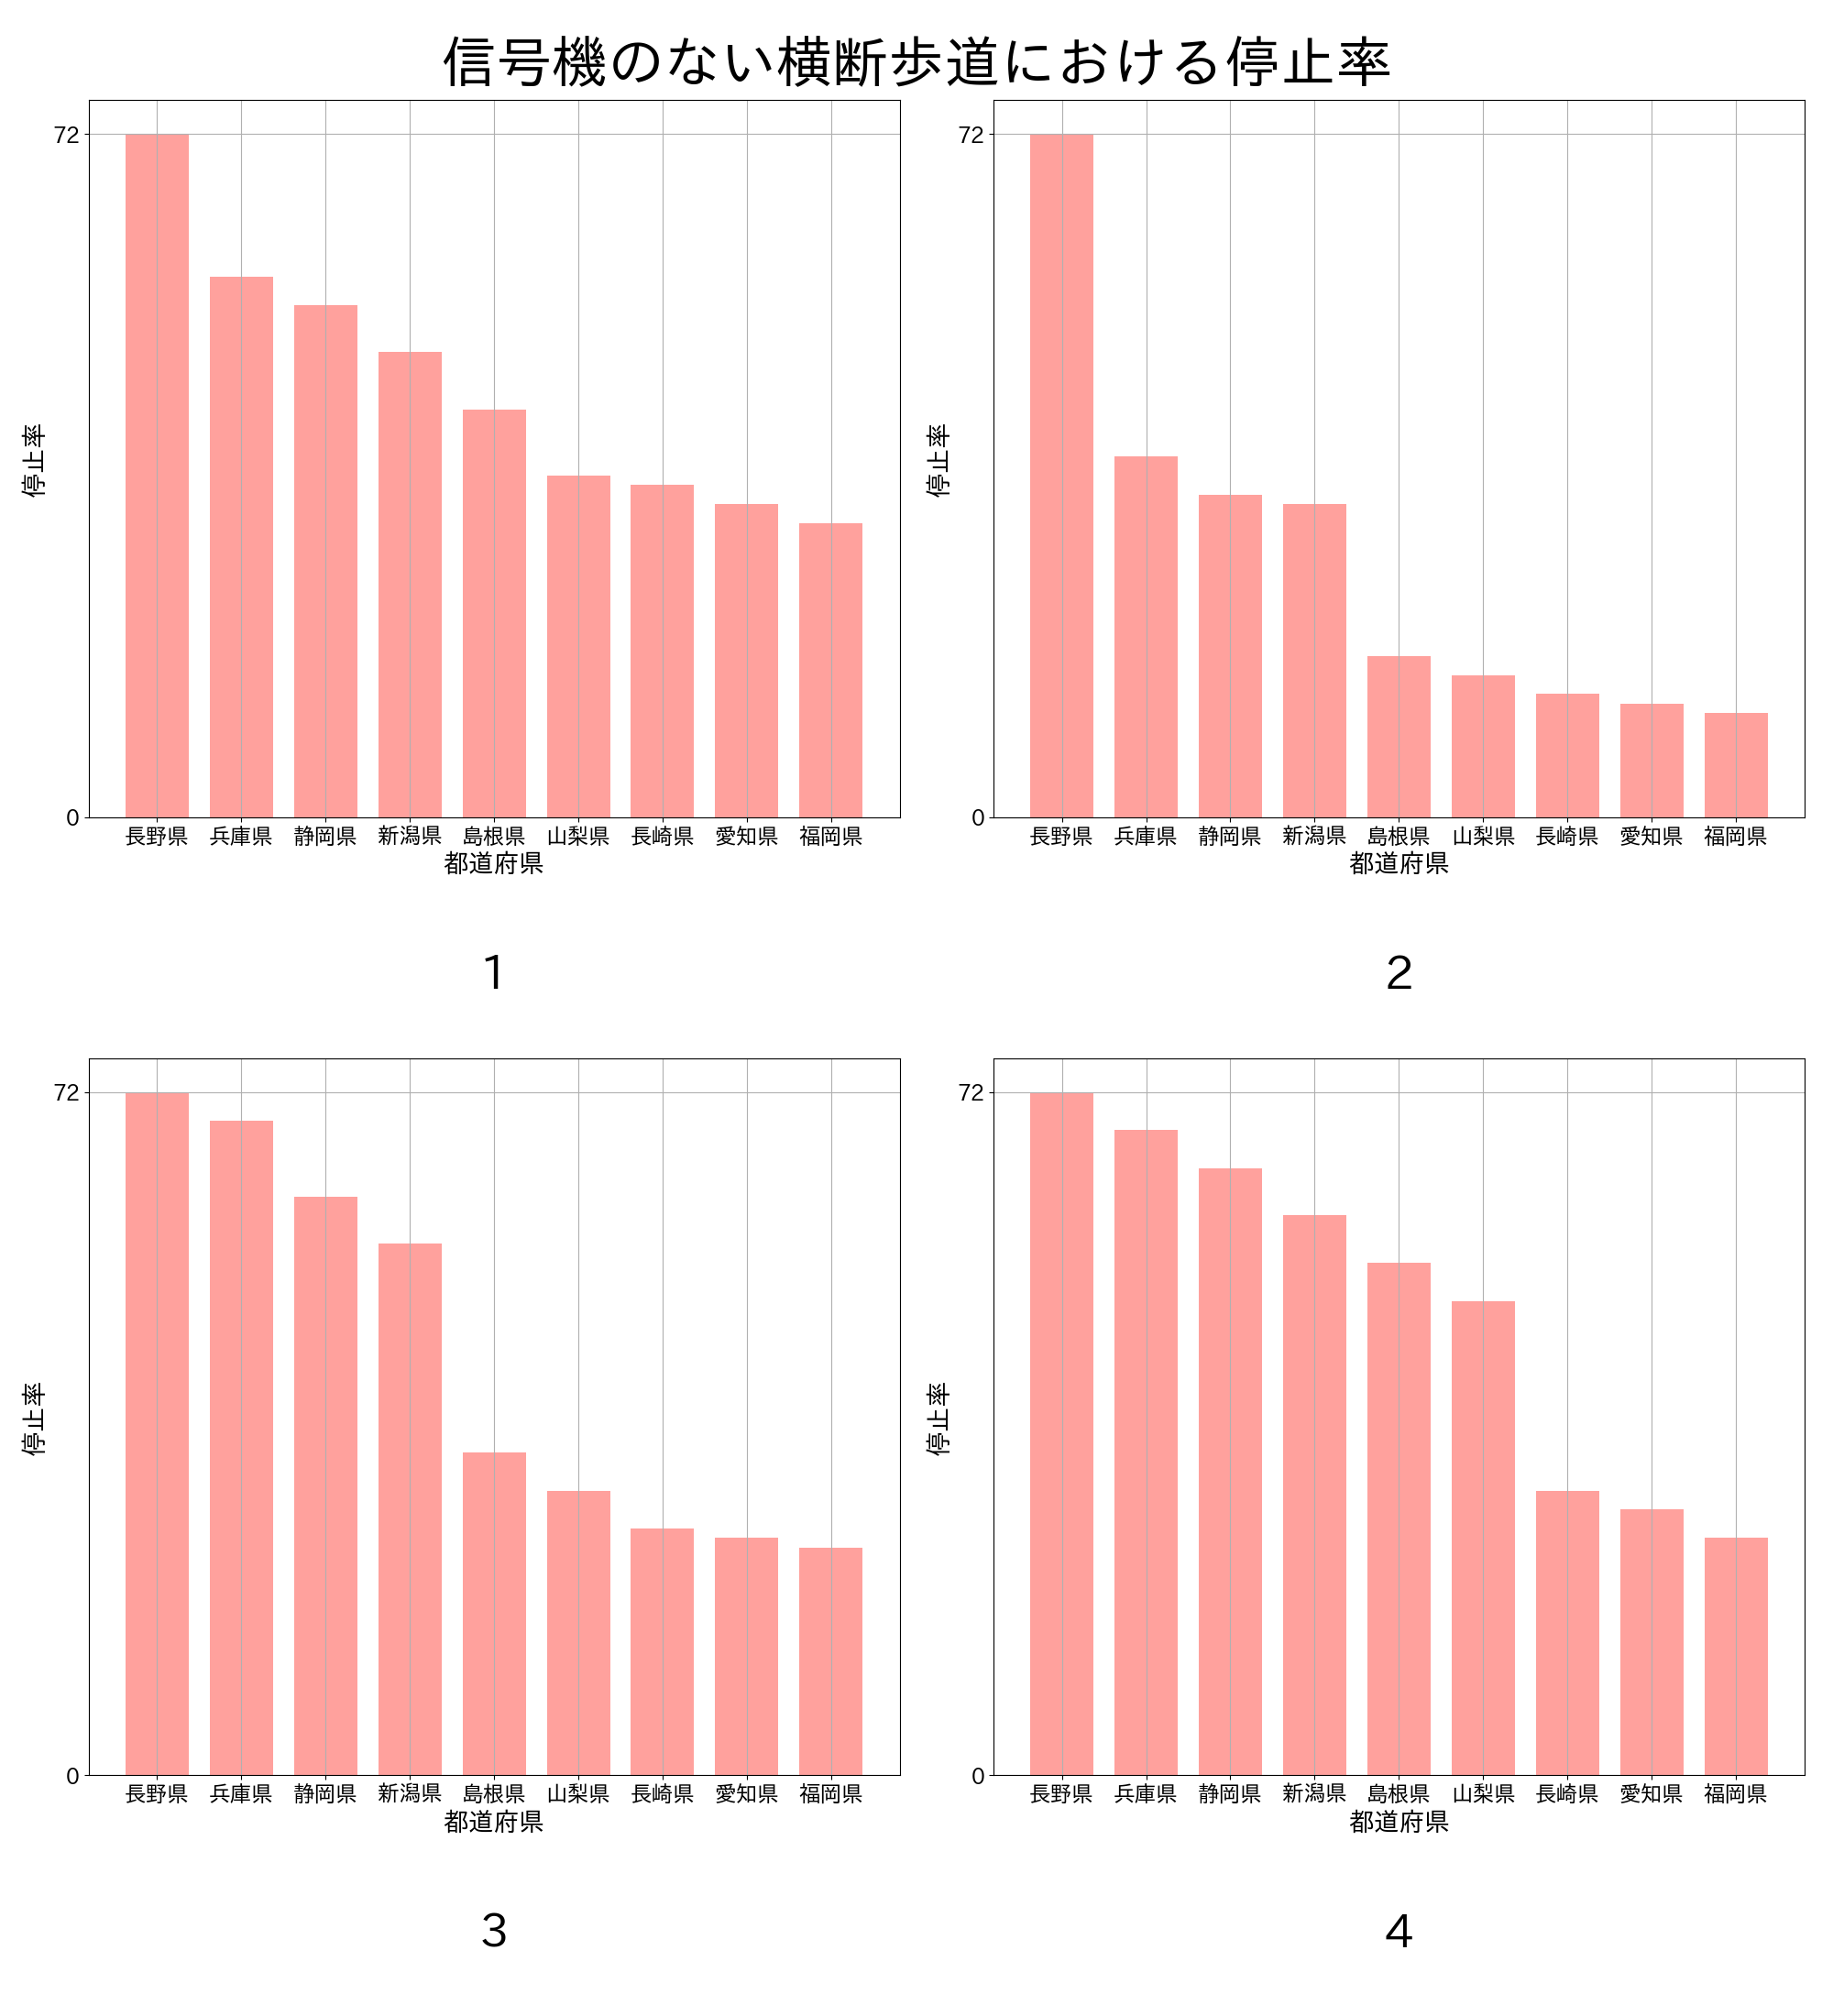 信号機のない横断歩道における停止率
72
停止率
0
長野県 兵庫県 静岡県 新潟県 島根県 山梨県 長崎県 愛知県 福岡県
都道府県
1
72
停止率
0
長野県 兵庫県 静岡県 新潟県 島根県 山梨県 長崎県 愛知県 福岡県
都道府県
2
72
停止率
0
長野県 兵庫県 静岡県 新潟県 島根県 山梨県 長崎県 愛知県 福岡県
都道府県
3
72
停止率
0
長野県 兵庫県 静岡県 新潟県 島根県 山梨県 長崎県 愛知県 福岡県
都道府県
4